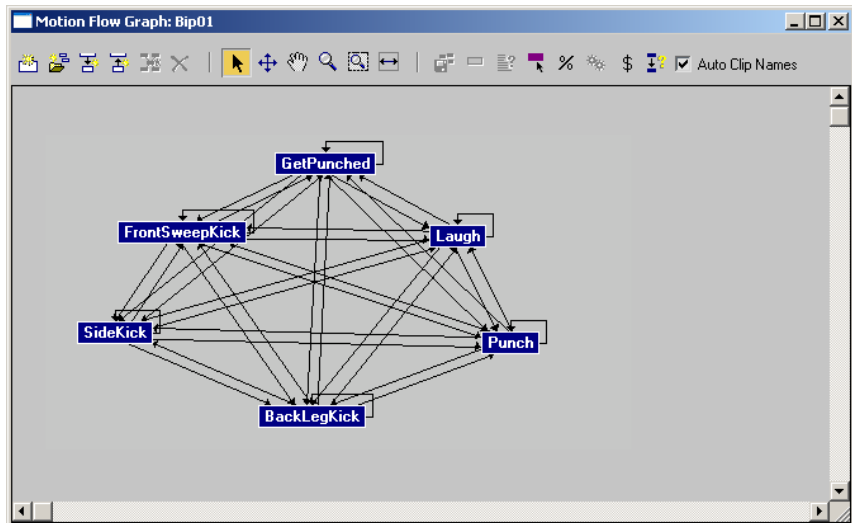 Motion Flow Graph: Bip01
% $ Auto Clip Names
GetPunched
FrontSweepKick
Laugh
SideKick
Punch
BackLegKick